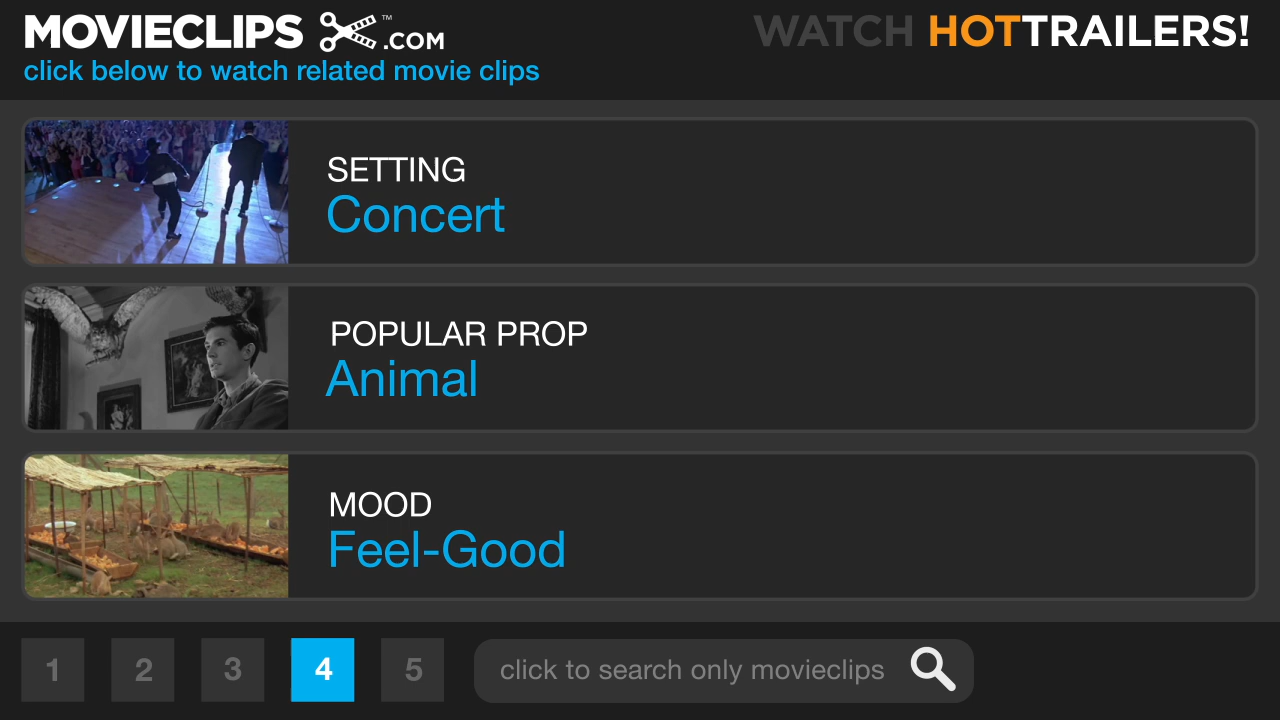 MOVIECLIPS ™ .COM
WATCH HOTTRAILERS!
click below to watch related movie clips
SETTING
Concert
POPULAR PROP
Animal
MOOD
Feel-Good
1 2 3 4 5 click to search only movieclips